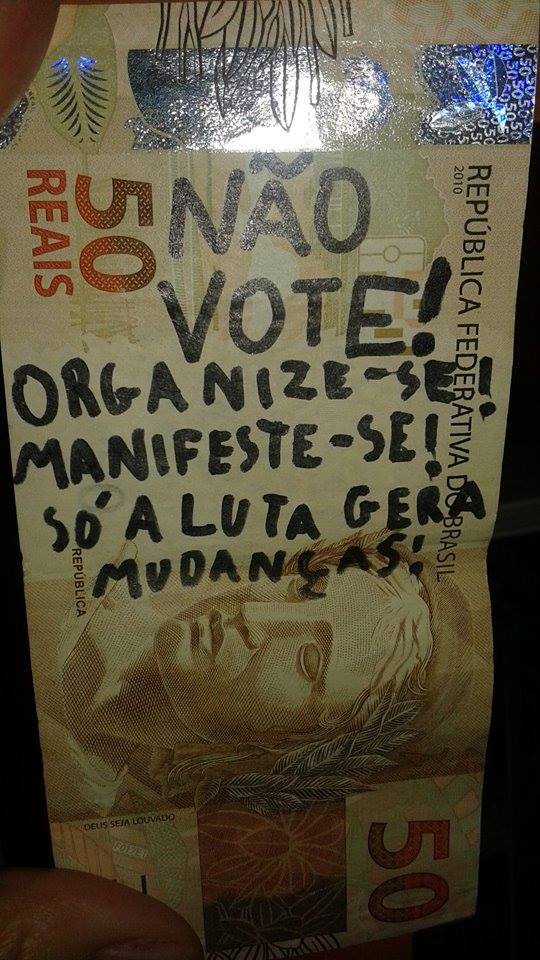 NÃO
VOTE!
ORGANIZE-SE!
MANIFESTE-SE!
SÓ A LUTA GERA
MUDANÇAS!
50
REAIS
REPÚBLICA FEDERATIVA DO BRASIL
2010
REPÚBLICA
DEUS SEJA LOUVADO
50